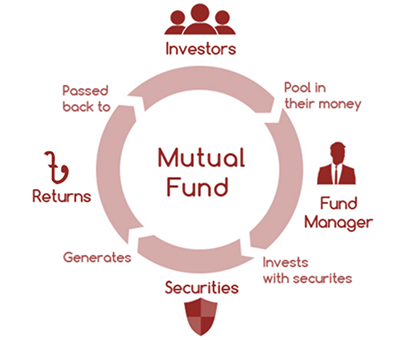 Investors
Pool in
their money
Fund
Manager
Invests
with securites
Securities
Generates
৳
Returns
Passed
back to
Mutual
Fund